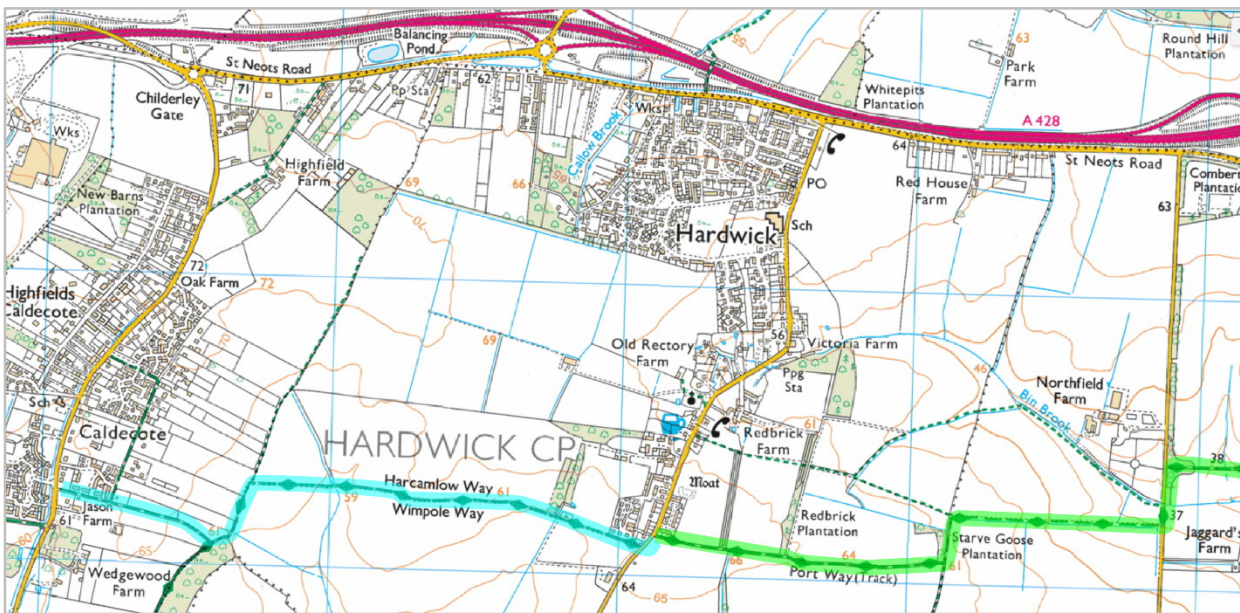 Balancing
Pond
St Neots Road
Childerley
Gate
71
Pp Sta
62
Wks
Highfield
Farm
New Barns
Plantation
69
66
Callow Brook
Wks
70
Hardwick
Sch
PO
Whitepits
Plantation
55
63
Park
Farm
Round Hill
Plantation
A 428
64
St Neots Road
Red House
Farm
Comberton
Plantation
63
72
Oak Farm
72
Highfields
Caldecote
70
69
Old Rectory
Farm
56
Victoria Farm
Ppg
Sta
46
Bin Brook
Northfield
Farm
Sch
Caldecote
HARDWICK CP
Redbrick
Farm
61
Moat
Harcamlow Way
59
61
Wimpole Way
Jason
Farm
61
61
65
60
Wedgewood
Farm
Redbrick
Plantation
38
37
Jaggard's
Farm
Starve Goose
Plantation
61
64
66
Port Way (Track)
64
65